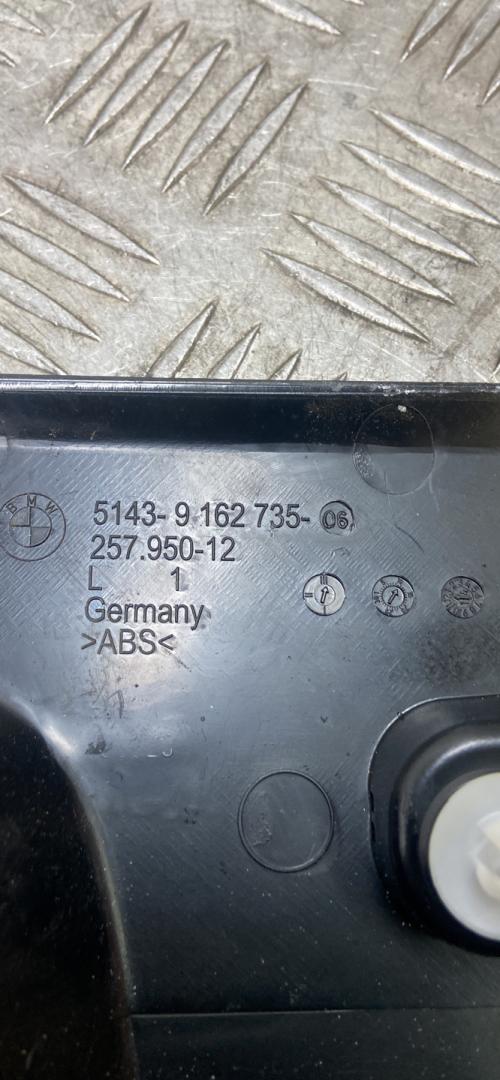 BMW
5143- 9 162 735- 06
257.950-12
L 1
Germany
>ABS<